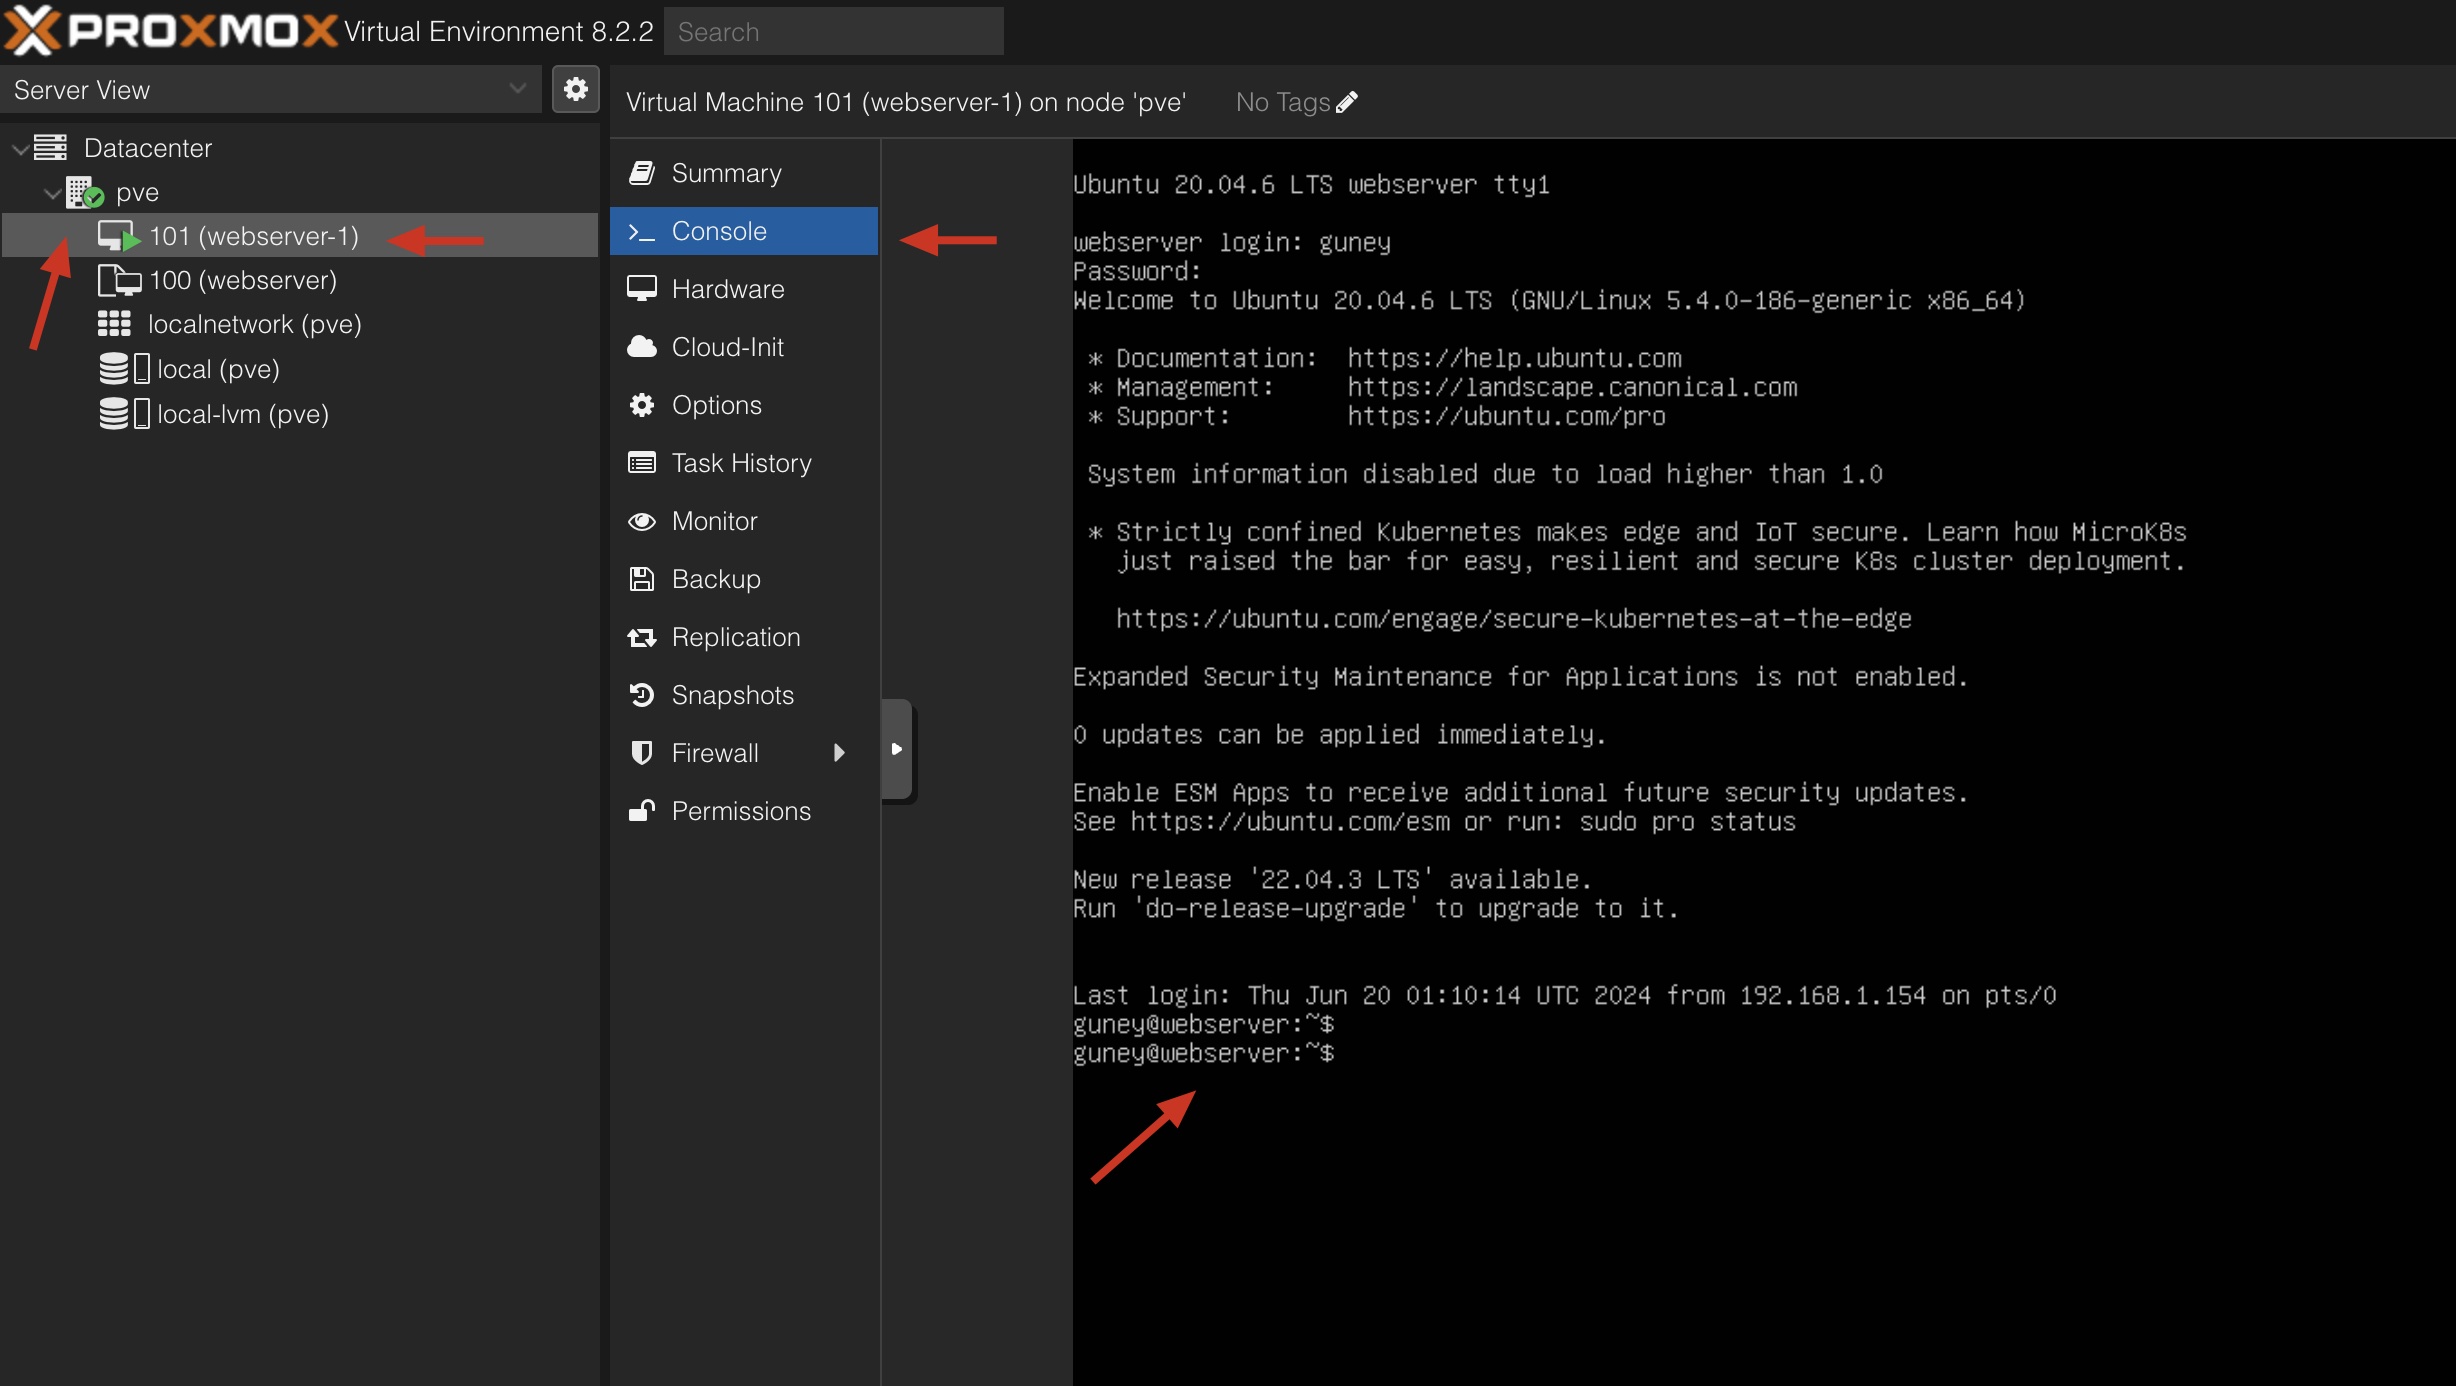 PROXMOX Virtual Environment 8.2.2 Search
Server View
Virtual Machine 101 (webserver-1) on node 'pve' No Tags
Datacenter
pve
101 (webserver-1)
100 (webserver)
localnetwork (pve)
local (pve)
local-lvm (pve)
Summary
Console
Hardware
Cloud-Init
Options
Task History
Monitor
Backup
Replication
Snapshots
Firewall
Permissions
Ubuntu 20.04.6 LTS webserver tty1
webserver login: guney
Password:
Welcome to Ubuntu 20.04.6 LTS (GNU/Linux 5.4.0-186-generic x86_64)
* Documentation:  https://help.ubuntu.com
* Management:     https://landscape.canonical.com
* Support:        https://ubuntu.com/pro
System information disabled due to load higher than 1.0
* Strictly confined Kubernetes makes edge and IoT secure. Learn how MicroK8s
just raised the bar for easy, resilient and secure K8s cluster deployment.
https://ubuntu.com/engage/secure-kubernetes-at-the-edge
Expanded Security Maintenance for Applications is not enabled.
0 updates can be applied immediately.
Enable ESM Apps to receive additional future security updates.
See https://ubuntu.com/esm or run: sudo pro status
New release '22.04.3 LTS' available.
Run 'do-release-upgrade' to upgrade to it.
Last login: Thu Jun 20 01:10:14 UTC 2024 from 192.168.1.154 on pts/0
guney@webserver:~$
guney@webserver:~$